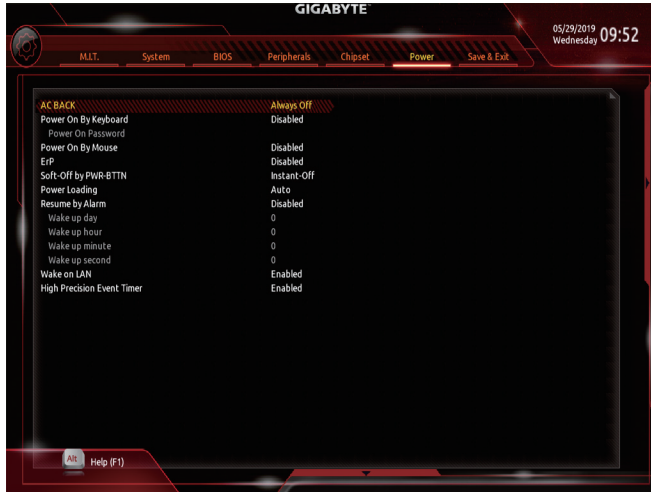 GIGABYTE
05/29/2019 Wednesday 09:52
M.I.T. System BIOS Peripherals Chipset Power Save & Exit
AC BACK Always Off
Power On By Keyboard Disabled
Power On Password
Power On By Mouse Disabled
ErP Disabled
Soft-Off by PWR-BTTN Instant-Off
Power Loading Auto
Resume by Alarm Disabled
Wake up day 0
Wake up hour 0
Wake up minute 0
Wake up second 0
Wake on LAN Enabled
High Precision Event Timer Enabled
Alt Help (F1)